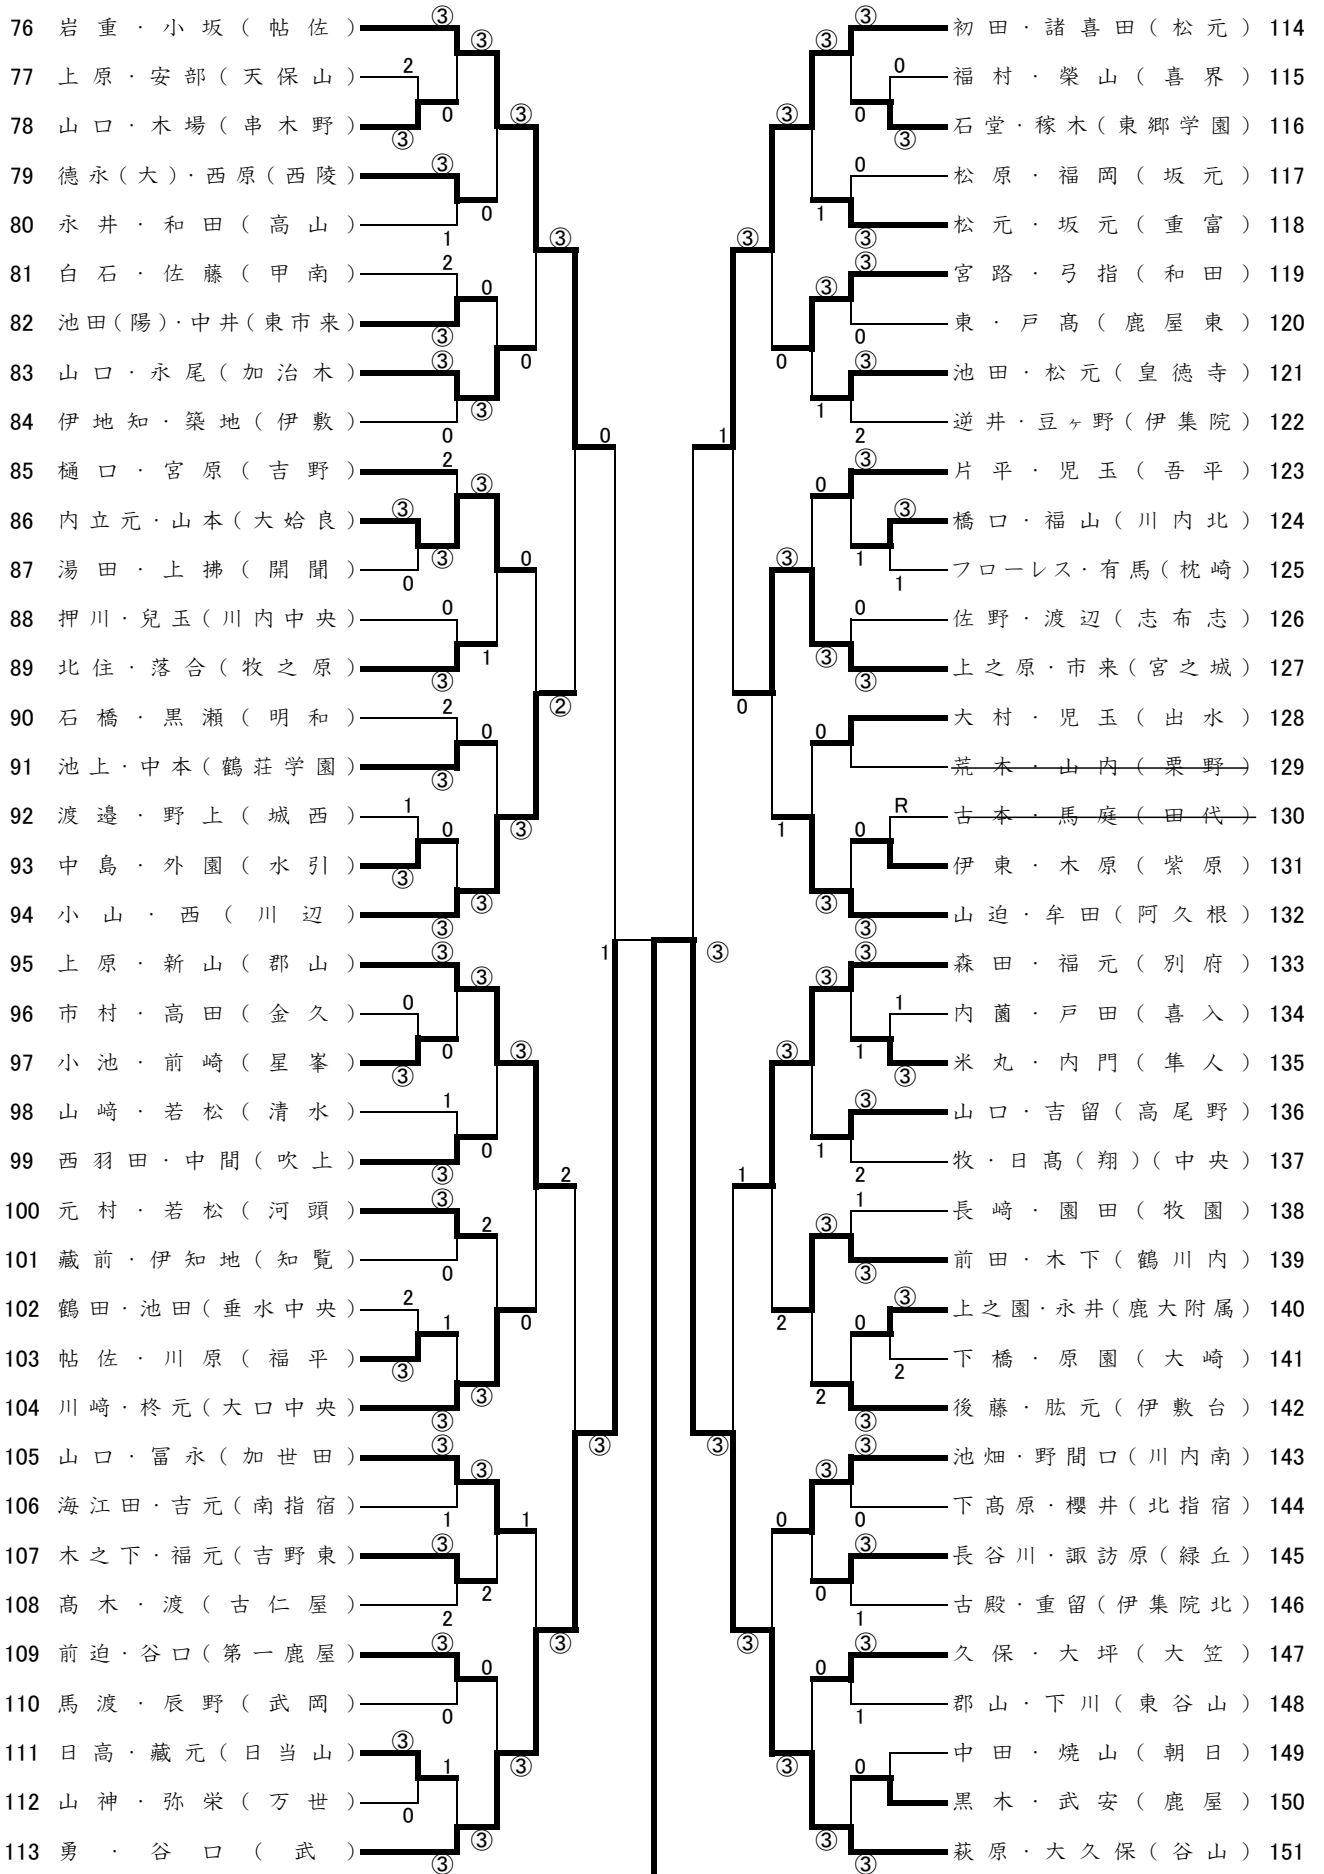 76 岩重・小坂(帖佐)
77 上原・安部(天保山)
78 山口・木場(串木野)
79 德永(大)・西原(西陵)
80 永井・和田(高山)
81 白石・佐藤(甲南)
82 池田(陽)・中井(東市来)
83 山口・永尾(加治木)
84 伊地知・築地(伊敷)
85 樋口・宮原(吉野)
86 内立元・山本(大姶良)
87 湯田・上拂(開聞)
88 押川・兒玉(川内中央)
89 北住・落合(牧之原)
90 石橋・黒瀬(明和)
91 池上・中本(鶴荘学園)
92 渡邉・野上(城西)
93 中島・外園(水引)
94 小山・西(川辺)
95 上原・新山(郡山)
96 市村・高田(金久)
97 小池・前崎(星峯)
98 山﨑・若松(清水)
99 西羽田・中間(吹上)
100 元村・若松(河頭)
101 藏前・伊知地(知覧)
102 鶴田・池田(垂水中央)
103 帖佐・川原(福平)
104 川﨑・柊元(大口中央)
105 山口・冨永(加世田)
106 海江田・吉元(南指宿)
107 木之下・福元(吉野東)
108 髙木・渡(古仁屋)
109 前迫・谷口(第一鹿屋)
110 馬渡・辰野(武岡)
111 日高・藏元(日当山)
112 山神・弥栄(万世)
113 勇・谷口(武)
初田・諸喜田(松元) 114
福村・榮山(喜界) 115
石堂・稼木(東郷学園) 116
松原・福岡(坂元) 117
松元・坂元(重富) 118
宮路・弓指(和田) 119
東・戸髙(鹿屋東) 120
池田・松元(皇徳寺) 121
逆井・豆ヶ野(伊集院) 122
片平・児玉(吾平) 123
橋口・福山(川内北) 124
フローレス・有馬(枕崎) 125
佐野・渡辺(志布志) 126
上之原・市来(宮之城) 127
大村・児玉(出水) 128
荒木・山内(栗野) 129
古本・馬庭(田代) 130
伊東・木原(紫原) 131
山迫・牟田(阿久根) 132
森田・福元(別府) 133
内薗・戸田(喜入) 134
米丸・内門(隼人) 135
山口・吉留(高尾野) 136
牧・日髙(翔)(中央) 137
長﨑・園田(牧園) 138
前田・木下(鶴川内) 139
上之園・永井(鹿大附属) 140
下橋・原園(大崎) 141
後藤・肱元(伊敷台) 142
池畑・野間口(川内南) 143
下髙原・櫻井(北指宿) 144
長谷川・諏訪原(緑丘) 145
古殿・重留(伊集院北) 146
久保・大坪(大笠) 147
郡山・下川(東谷山) 148
中田・焼山(朝日) 149
黒木・武安(鹿屋) 150
萩原・大久保(谷山) 151